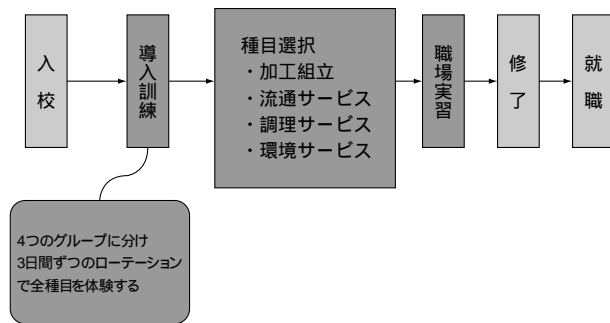 入校
導入訓練
種目選択
・加工組立
・流通サービス
・調理サービス
・環境サービス
職場実習
修了
就職
4つのグループに分け
3日間ずつのローテーション
で全種目を体験する